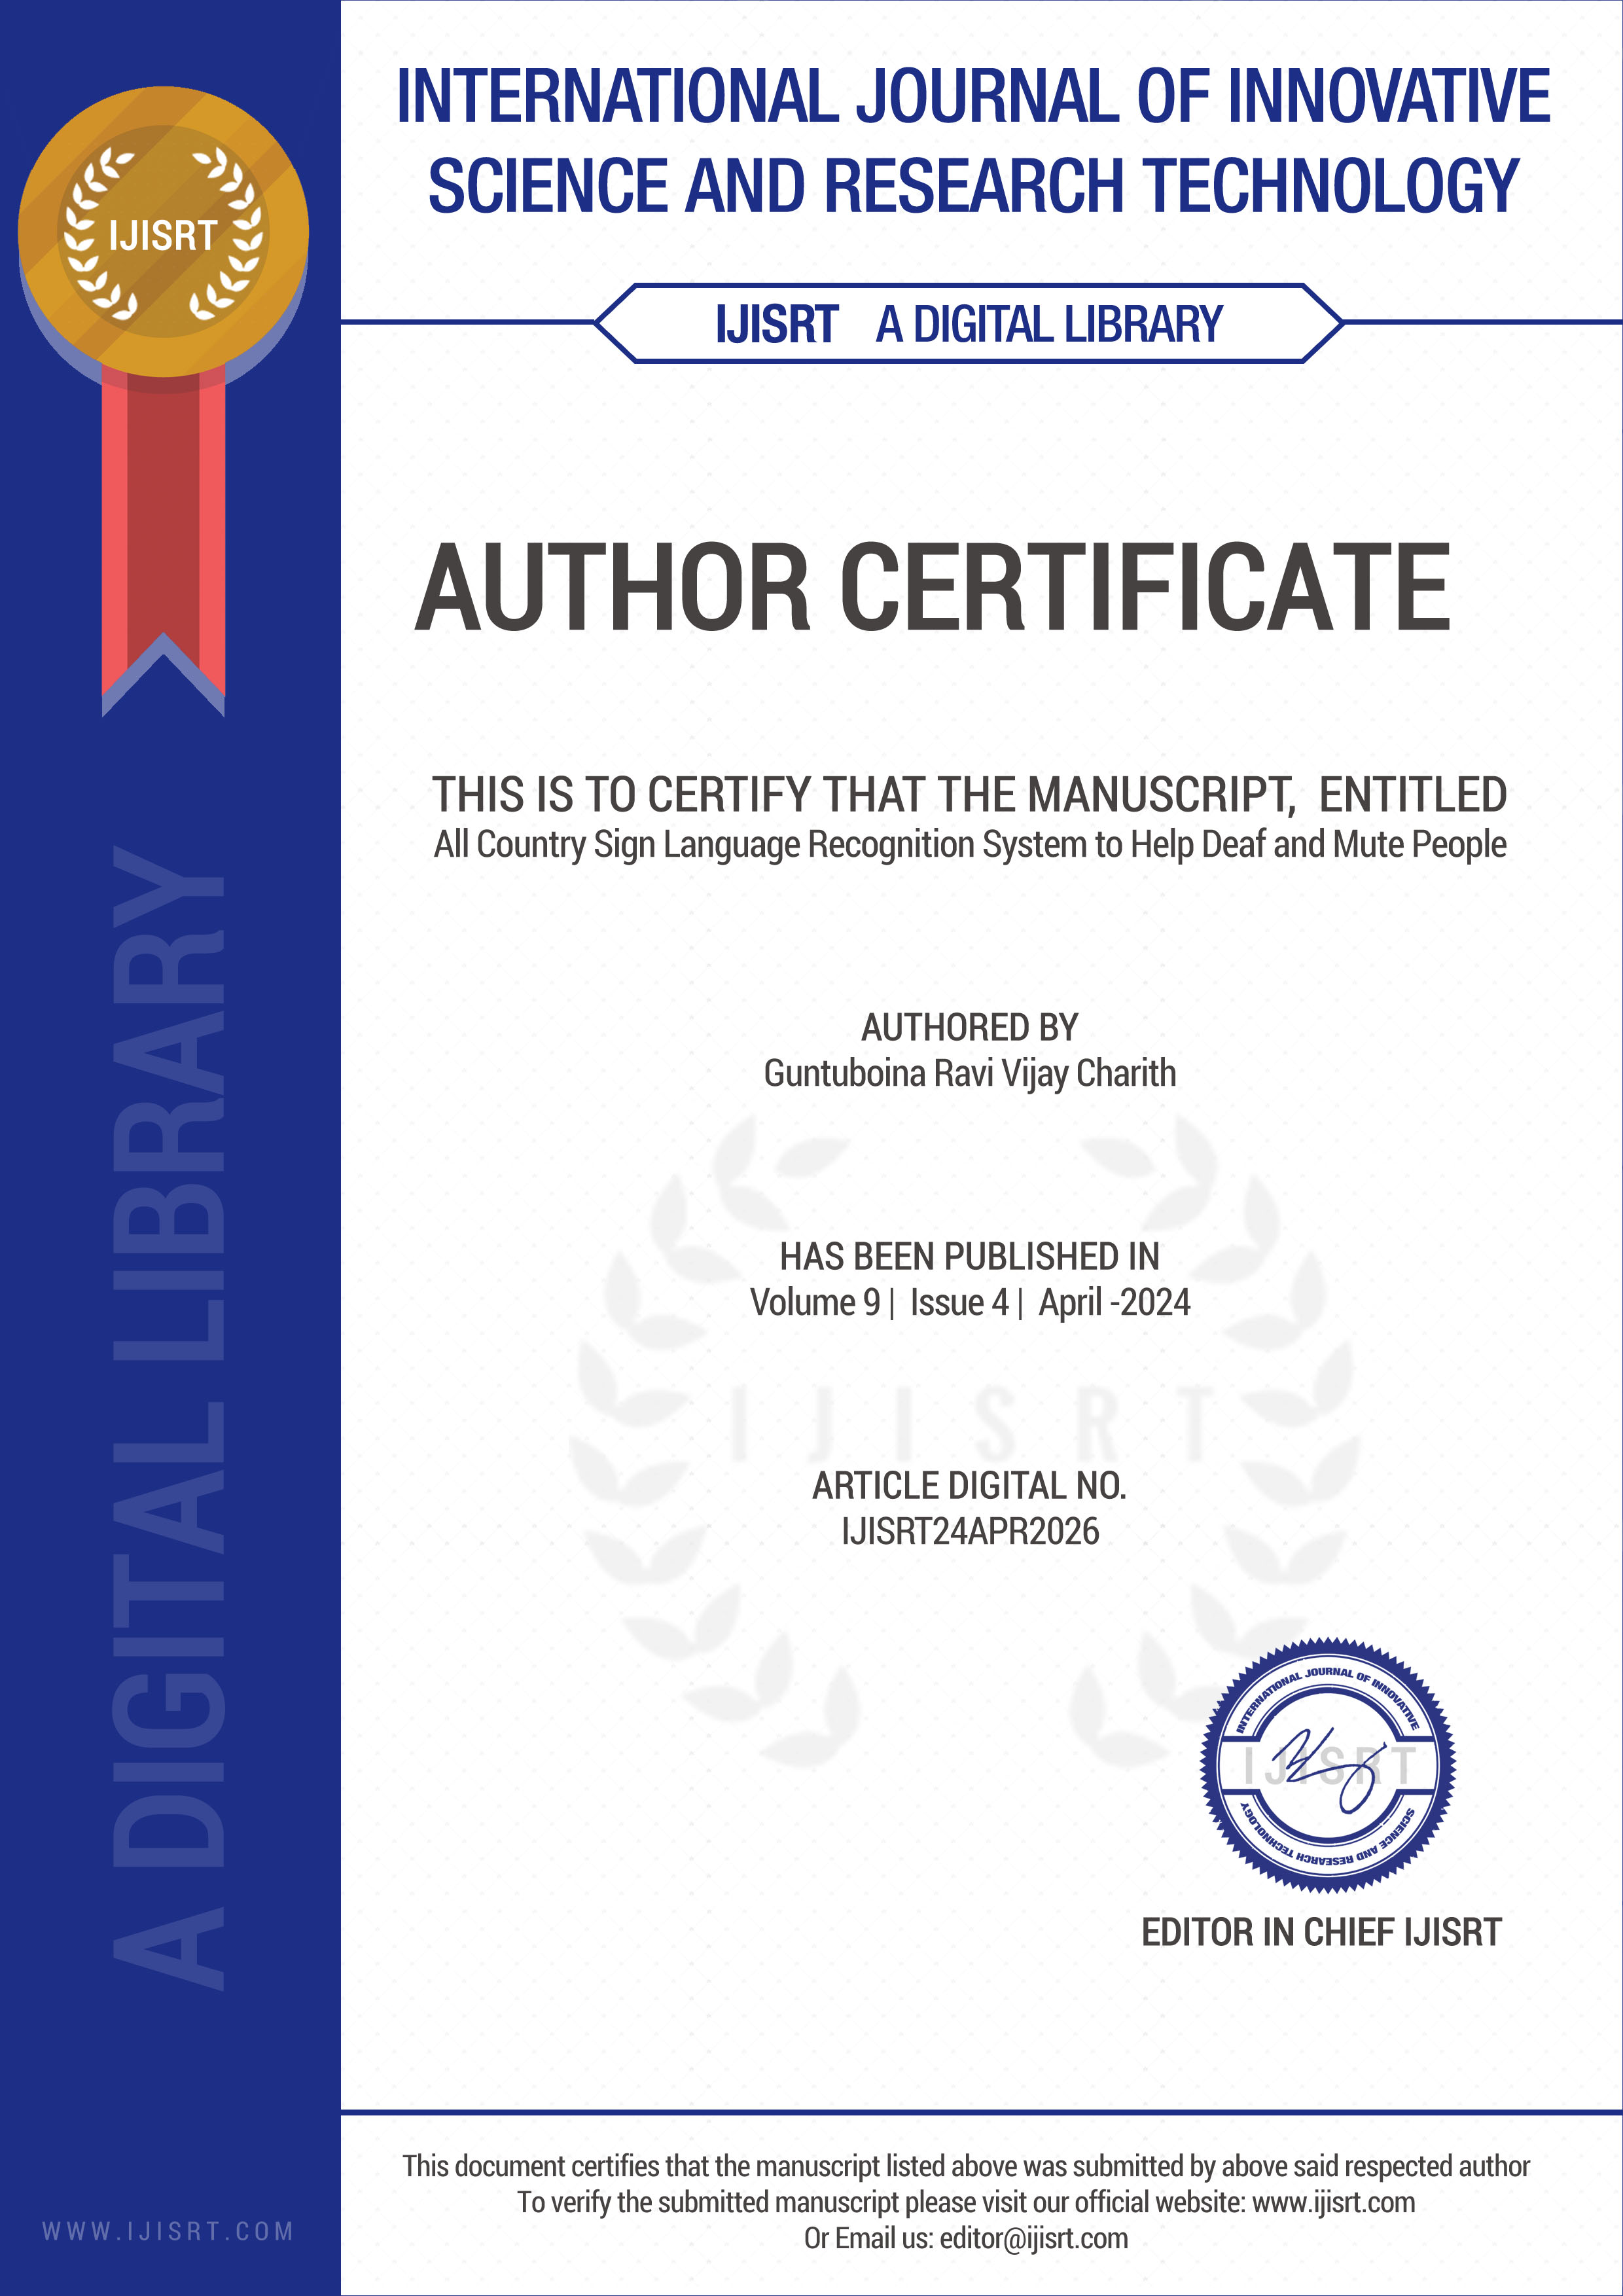 INTERNATIONAL JOURNAL OF INNOVATIVE
SCIENCE AND RESEARCH TECHNOLOGY
IJISRT
IJISRT A DIGITAL LIBRARY
AUTHOR CERTIFICATE
THIS IS TO CERTIFY THAT THE MANUSCRIPT, ENTITLED
All Country Sign Language Recognition System to Help Deaf and Mute People
AUTHORED BY
Guntuboina Ravi Vijay Charith
HAS BEEN PUBLISHED IN
Volume 9 | Issue 4 | April -2024
IJISRT
ARTICLE DIGITAL NO.
IJISRT24APR2026
A DIGITAL LIBRARY
INTERNATIONAL JOURNAL OF INNOVATIVE
IJISRT
SCIENCE AND RESEARCH TECHNOLOGY
EDITOR IN CHIEF IJISRT
This document certifies that the manuscript listed above was submitted by above said respected author
To verify the submitted manuscript please visit our official website: www.ijisrt.com
Or Email us: editor@ijisrt.com
WWW.IJISRT.COM